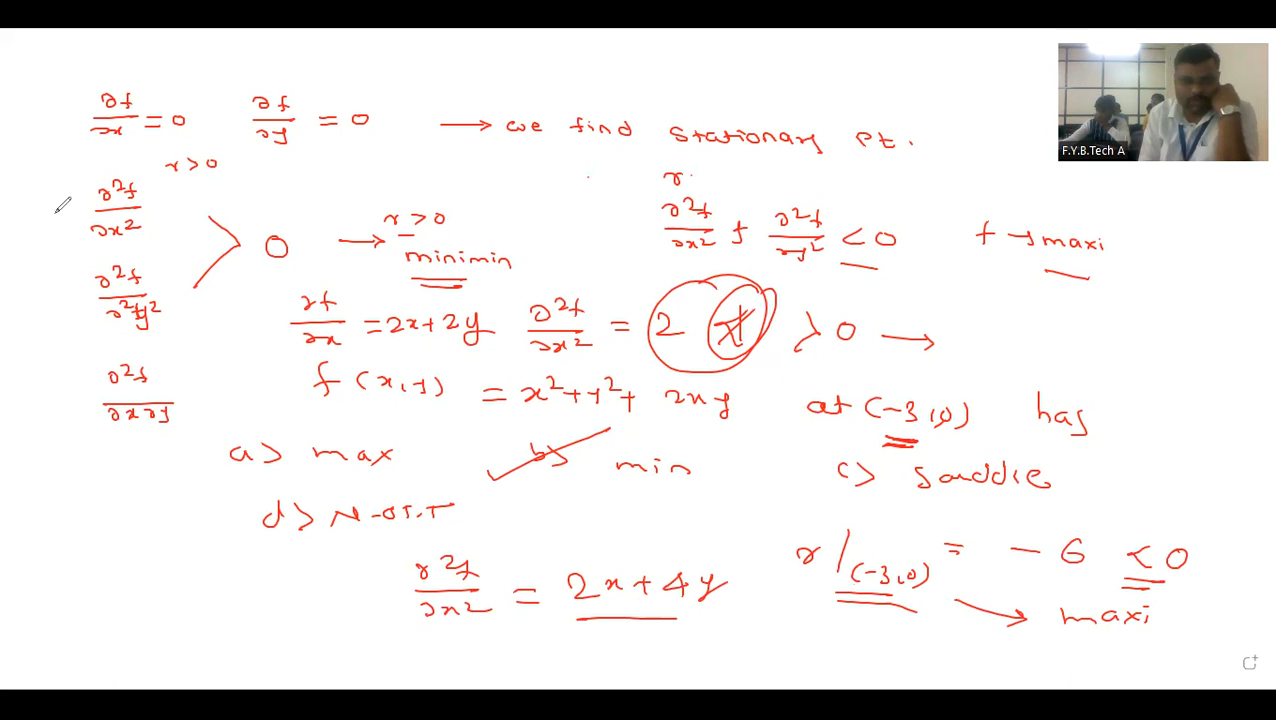 ∂f/∂x = 0 ∂f/∂y = 0 → we find stationary pt.
r > 0
∂²f/∂x²
∂²f/∂²y²
> 0 → r > 0
minimin
r
∂²f/∂x² f ∂²f/∂y² < 0 f → maxi
∂f/∂x = 2x + 2y ∂²f/∂x² = 2 > 0 →
∂²f/∂x∂y
f(x,y) = x² + y² + 2xy at (-3,0) has
a> max b> min c> saddle
d> N-OT.T
∂²f/∂x² = 2x + 4y r/(-3,0) = - 6 < 0
→ maxi
F.Y.B.Tech A